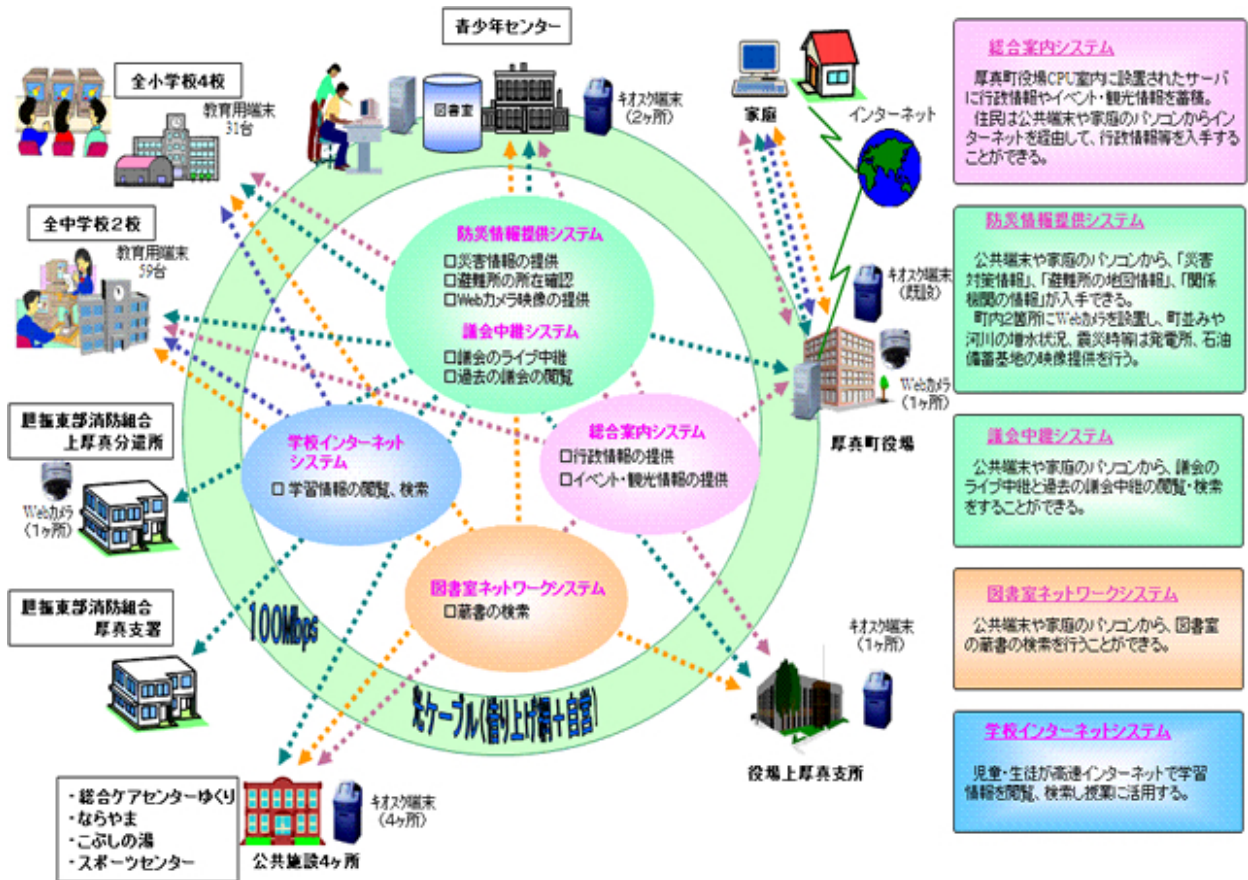 青少年センター
全小学校4校
教育用端末
31台
図書室
キオスク端末
(2ヶ所)
家庭
インターネット
全中学校2校
教育用端末
59台
防災情報提供システム
□災害情報の提供
□避難所の所在確認
□Webカメラ映像の提供
議会中継システム
□議会のライブ中継
□過去の議会の閲覧
キオスク端末
(既設)
Webカメラ
(1ヶ所)
厚真町役場
胆振東部消防組合
上厚真分遣所
Webカメラ
(1ヶ所)
学校インターネット
システム
□ 学習情報の閲覧、検索
総合案内システム
□行政情報の提供
□イベント・観光情報の提供
図書室ネットワークシステム
□蔵書の検索
胆振東部消防組合
厚真支署
100Mbps
光ケーブル(借り上げ網+自営)
キオスク端末
(1ヶ所)
役場上厚真支所
・総合ケアセンターゆくり
・ならやま
・こぶしの湯
・スポーツセンター
キオスク端末
(4ヶ所)
公共施設4ヶ所
総合案内システム
厚真町役場CPU室内に設置されたサーバ
に行政情報やイベント・観光情報を蓄積。
住民は公共端末や家庭のパソコンからイン
ターネットを経由して、行政情報等を入手する
ことができる。
防災情報提供システム
公共端末や家庭のパソコンから、「災害
対策情報」、「避難所の地図情報」、「関係
機関の情報」が入手できる。
町内2箇所にWebカメラを設置し、町並みや
河川の増水状況、震災時等は発電所、石油
備蓄基地の映像提供を行う。
議会中継システム
公共端末や家庭のパソコンから、議会の
ライブ中継と過去の議会中継の閲覧・検索
をすることができる。
図書室ネットワークシステム
公共端末や家庭のパソコンから、図書室
の蔵書の検索を行うことができる。
学校インターネットシステム
児童・生徒が高速インターネットで学習
情報を閲覧、検索し授業に活用する。